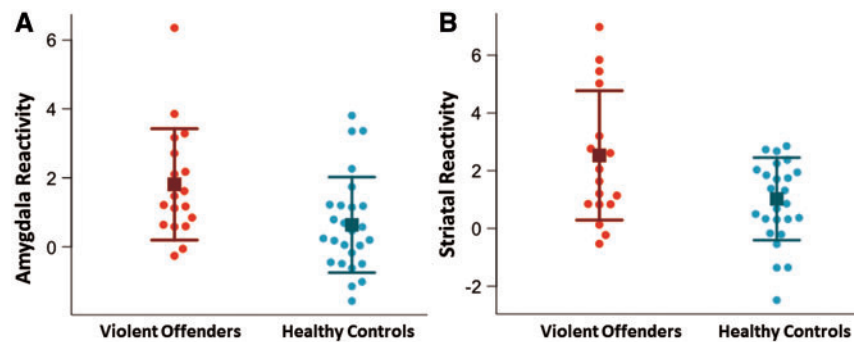 A
Amygdala Reactivity
6
4
2
0
Violent Offenders
Healthy Controls
B
Striatal Reactivity
6
4
2
0
-2
Violent Offenders
Healthy Controls